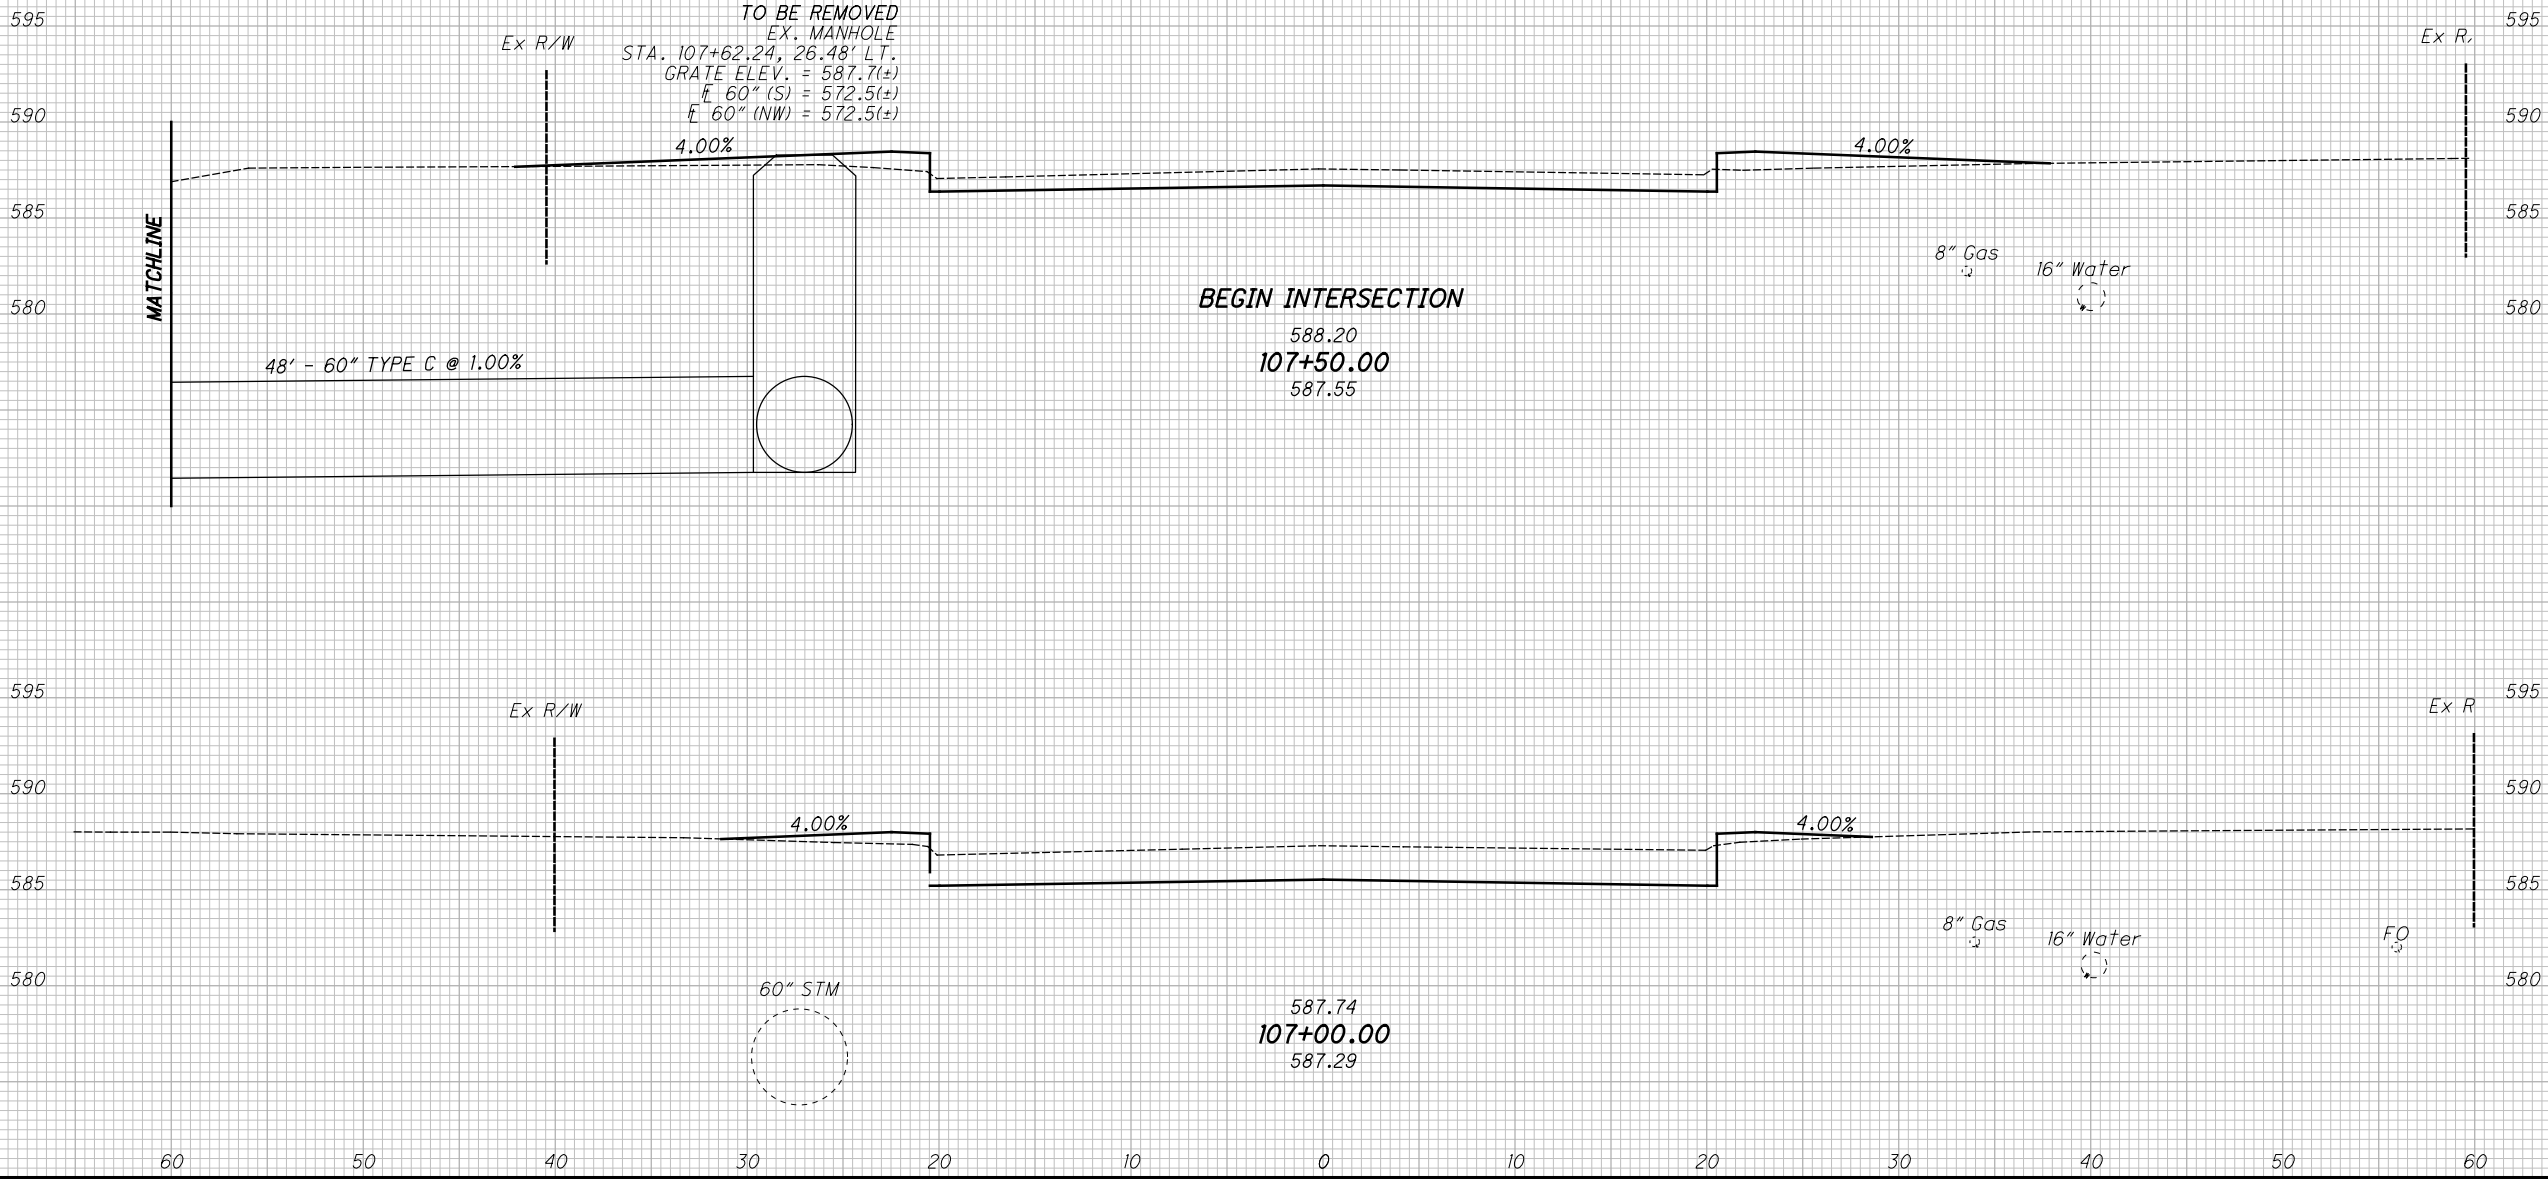 595
TO BE REMOVED
EX. MANHOLE
STA. 107+62.24, 26.48' LT.
GRATE ELEV. = 587.7(±)
FL 60" (S) = 572.5(±)
FL 60" (NW) = 572.5(±)
595
Ex R/W
Ex R/
590
590
4.00%
4.00%
585
MATCHLINE
585
8" Gas
16" Water
580
580
BEGIN INTERSECTION
588.20
107+50.00
587.55
48' - 60" TYPE C @ 1.00%
595
595
Ex R/W
Ex R
590
590
4.00%
4.00%
585
585
8" Gas
16" Water
FO
580
580
60" STM
587.74
107+00.00
587.29
60 50 40 30 20 10 0 10 20 30 40 50 60